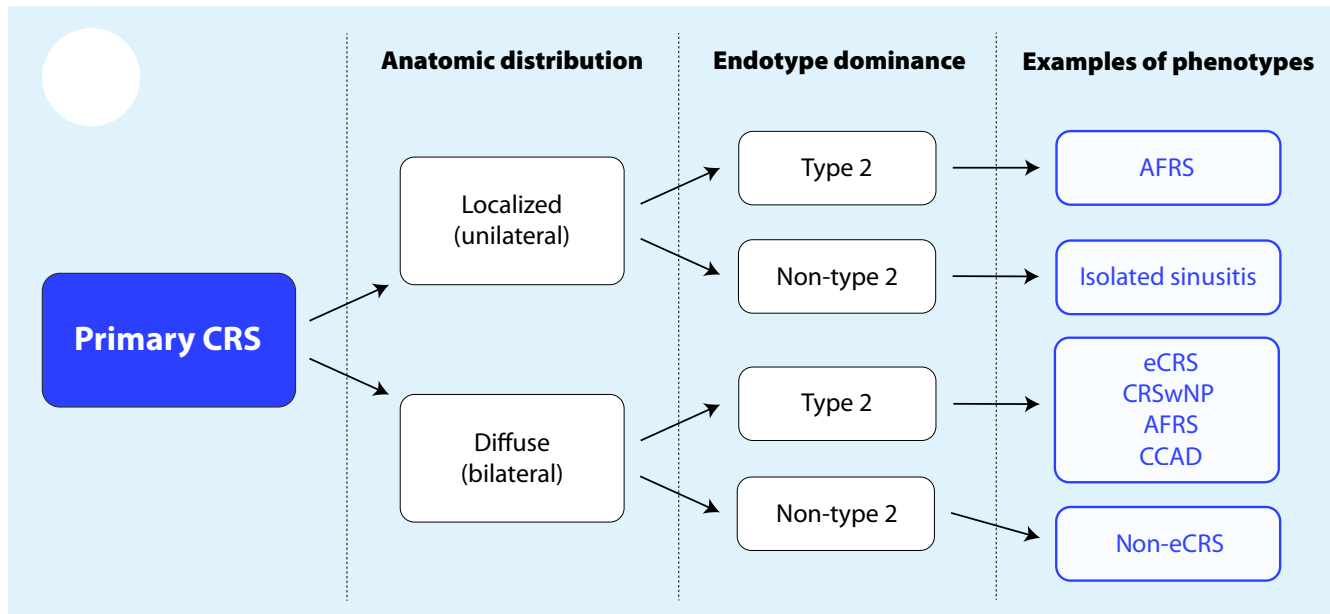 Anatomic distribution
Endotype dominance
Examples of phenotypes
Primary CRS
Localized
(unilateral)
Type 2
AFRS
Non-type 2
Isolated sinusitis
Diffuse
(bilateral)
Type 2
eCRS
CRSwNP
AFRS
CCAD
Non-type 2
Non-eCRS